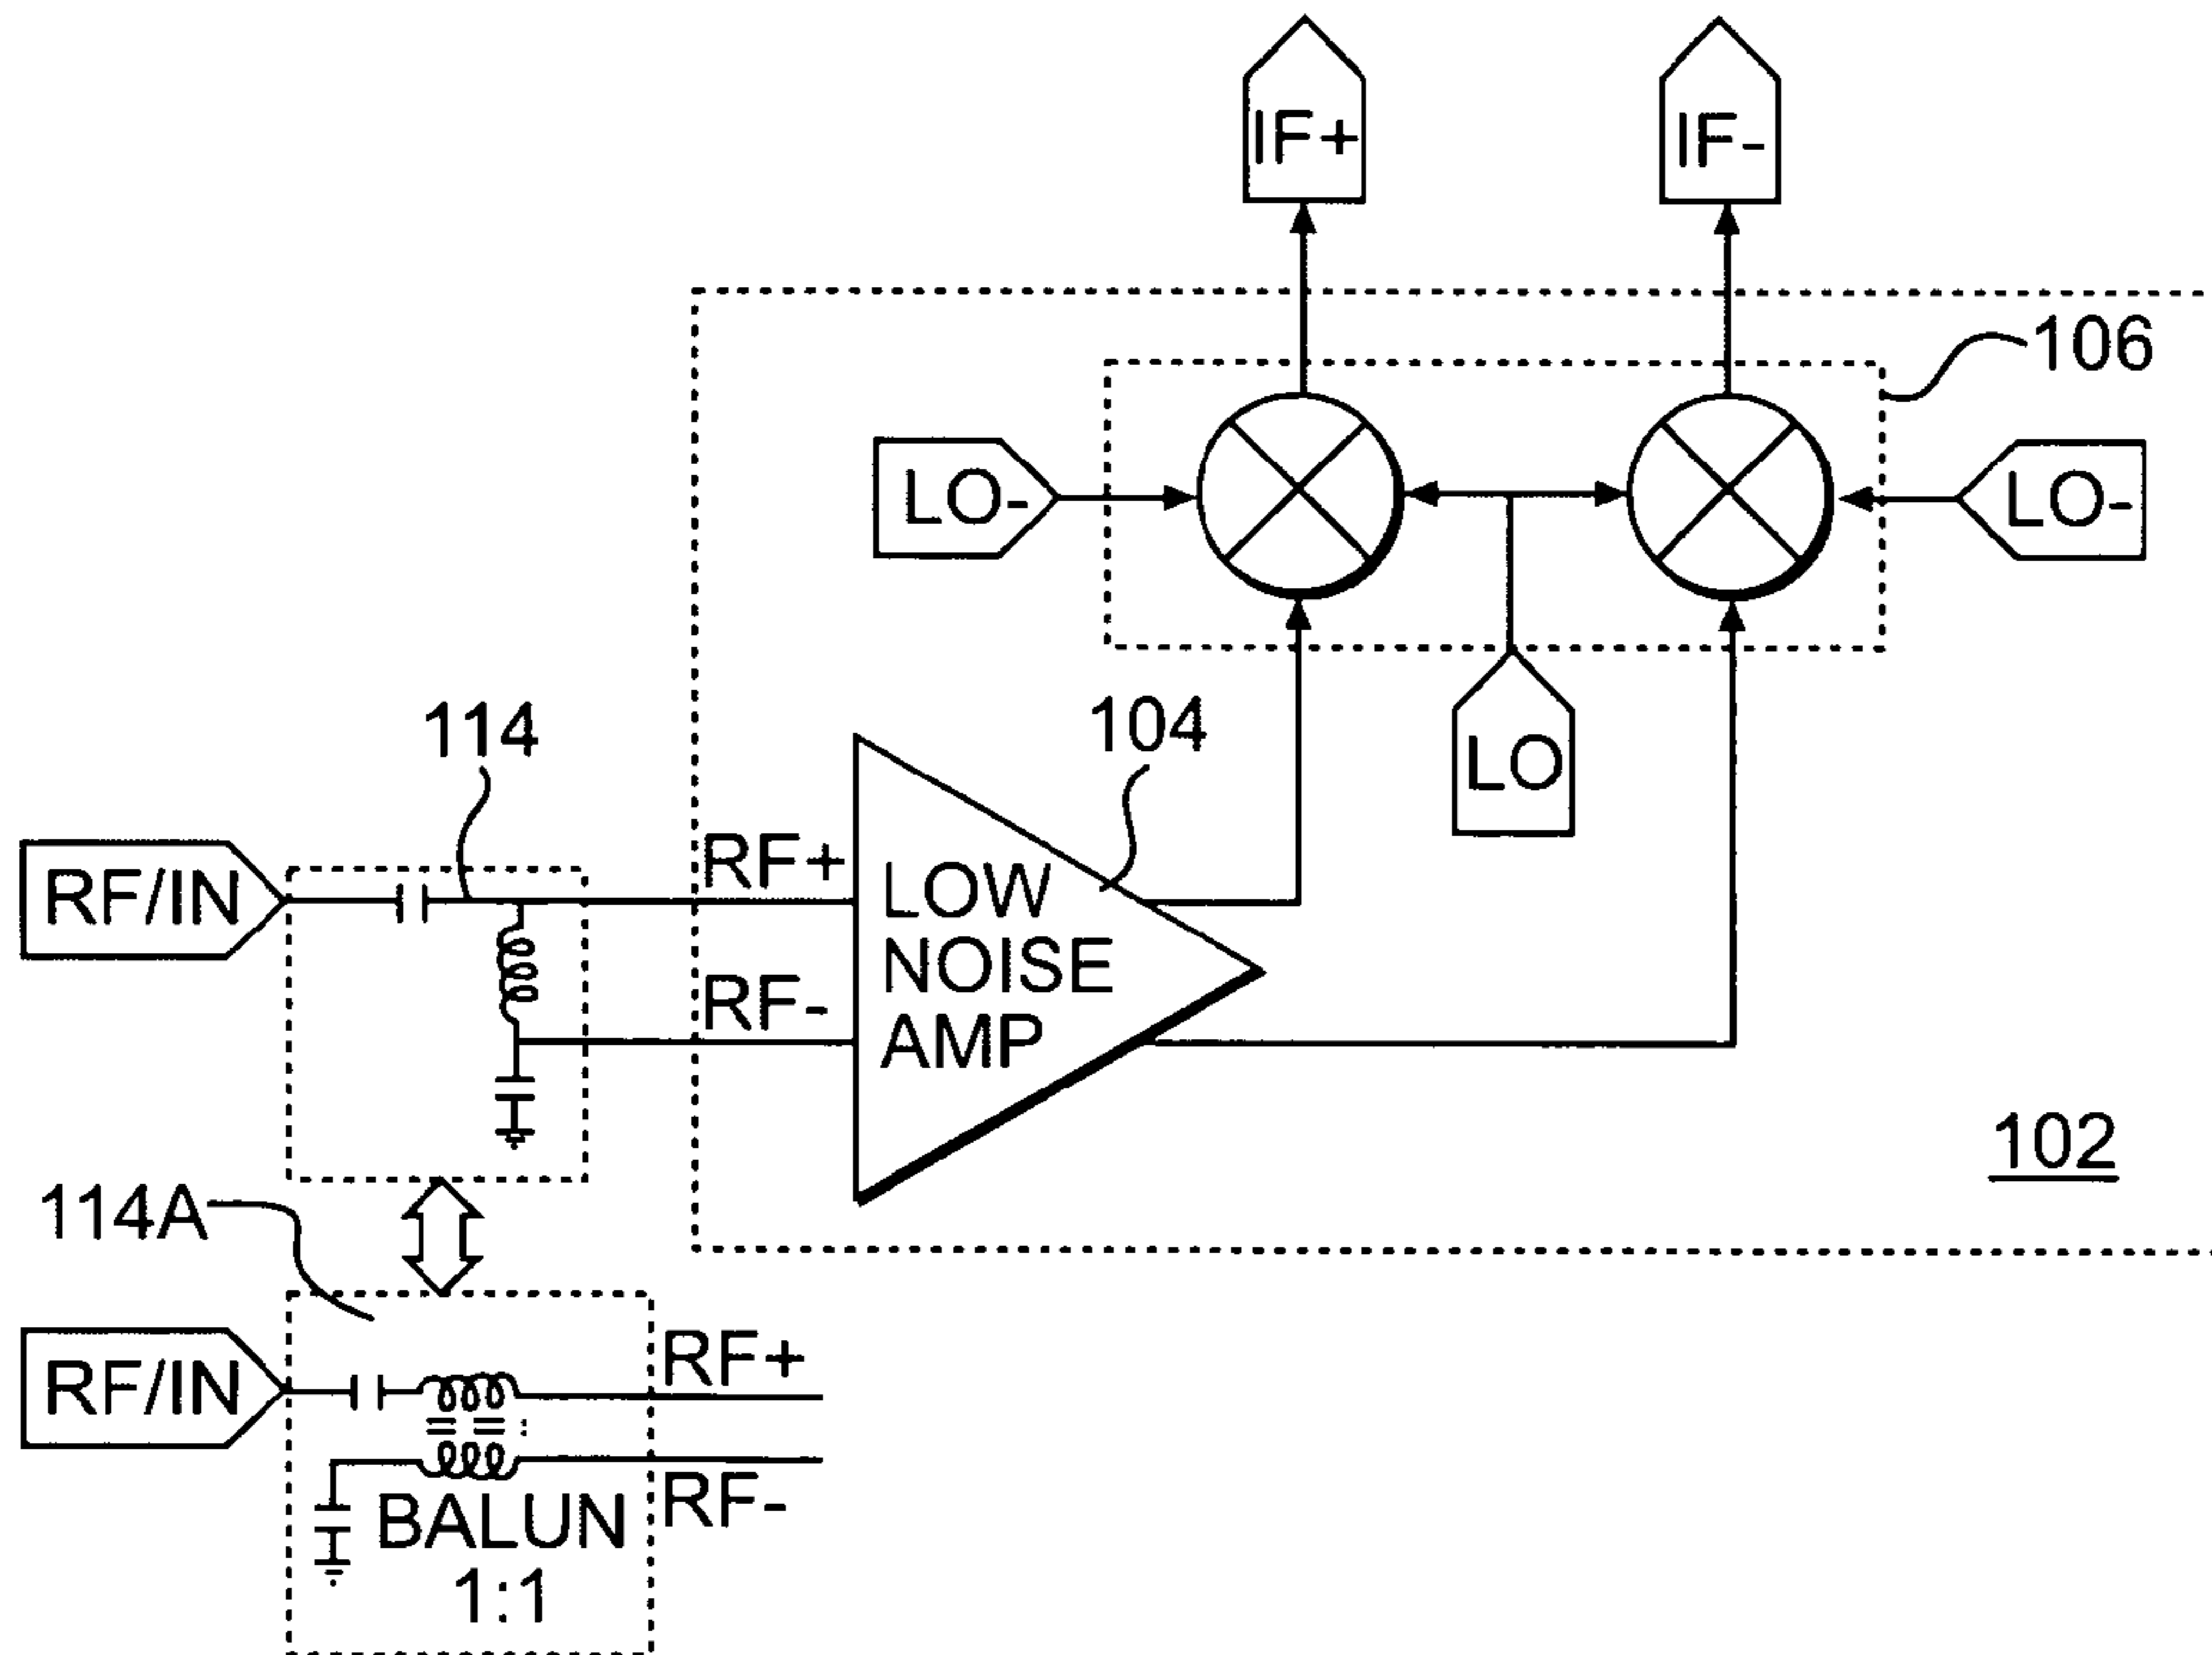 IF+
IF-
106
LO-
LO-
114
104
LO
RF/IN
RF+
LOW
NOISE
AMP
RF-
102
114A
RF/IN
RF+
RF-
BALUN
1:1